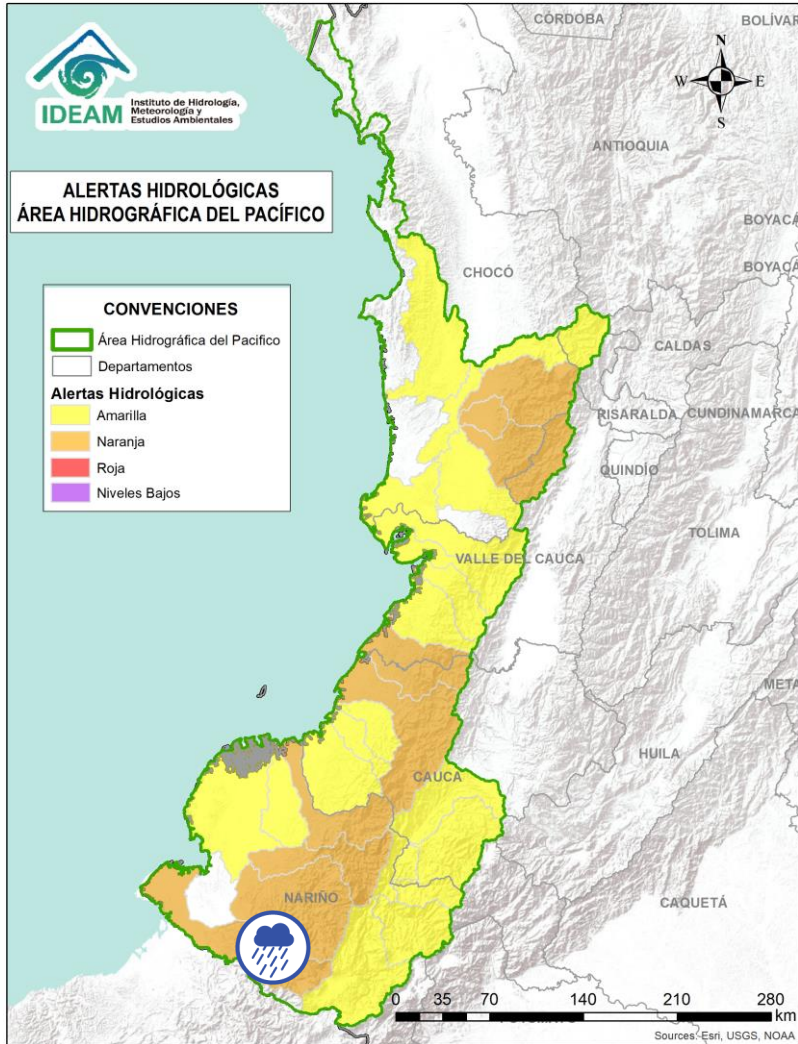 CÓRDOBA
BOLÍVAR
N
W E
S
IDEAM
Instituto de Hidrología,
Meteorología y
Estudios Ambientales
ANTIOQUIA
ALERTAS HIDROLÓGICAS
ÁREA HIDROGRÁFICA DEL PACÍFICO
BOYACÁ
BOYACÁ
CHOCÓ
CONVENCIONES
Área Hidrográfica del Pacifico
Departamentos
Alertas Hidrológicas
Amarilla
Naranja
Roja
Niveles Bajos
CALDAS
RISARALDA
CUNDINAMARCA
QUINDÍO
TOLIMA
VALLE DEL CAUCA
META
HUILA
CAUCA
NARIÑO
CAQUETÁ
0 35 70 140 210 280
km
Sources: Esri, USGS, NOAA